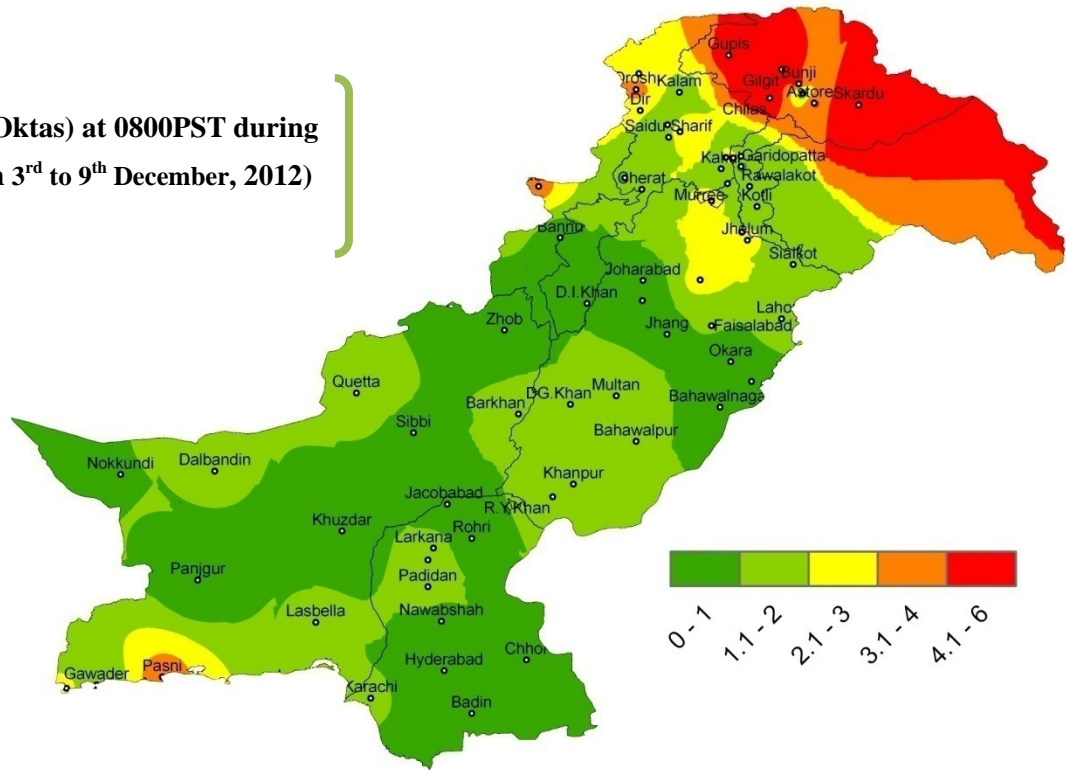 Oktas) at 0800PST during
3rd to 9th December, 2012)
Gupis
Gilgit
Bunji
Astore
Skardu
Chilas
Drosh
Kalam
Dir
Saidu Sharif
Garidopatta
Rawalakot
Cherat
Murree
Kotli
Jhelum
Bannu
Sialkot
Joharabad
D.I.Khan
Zhob
Jhang
Faisalabad
Okara
Quetta
Barkhan
DG.Khan
Multan
Bahawalnaga
Sibbi
Bahawalpur
Nokkundi
Dalbandin
Khanpur
Jacobabad
R.Y.Khan
Khuzdar
Rohri
Larkana
Panjgur
Padidan
Lasbella
Nawabshah
Chhor
Pasni
Gawader
Hyderabad
Karachi
Badin
0 - 1
1.1 - 2
2.1 - 3
3.1 - 4
4.1 - 6